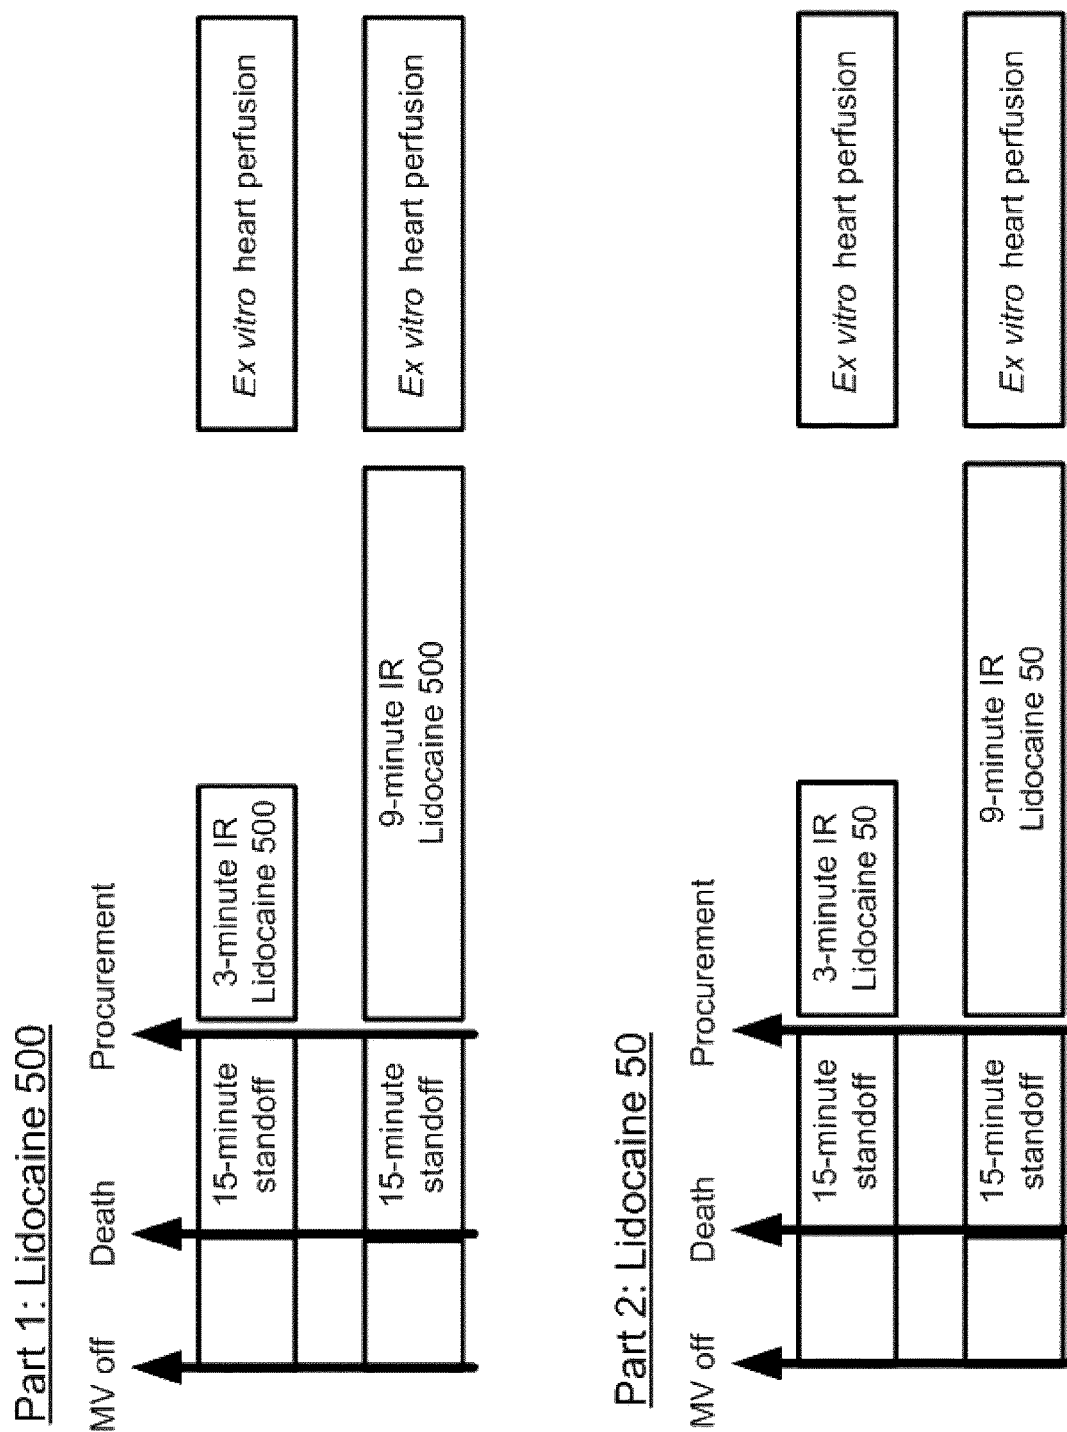 Part 1: Lidocaine 500
MV off
Death
Procurement
15-minute
standoff
3-minute IR
Lidocaine 500
Ex vitro heart perfusion
15-minute
standoff
9-minute IR
Lidocaine 500
Ex vitro heart perfusion
Part 2: Lidocaine 50
MV off
Death
Procurement
15-minute
standoff
3-minute IR
Lidocaine 50
Ex vitro heart perfusion
15-minute
standoff
9-minute IR
Lidocaine 50
Ex vitro heart perfusion